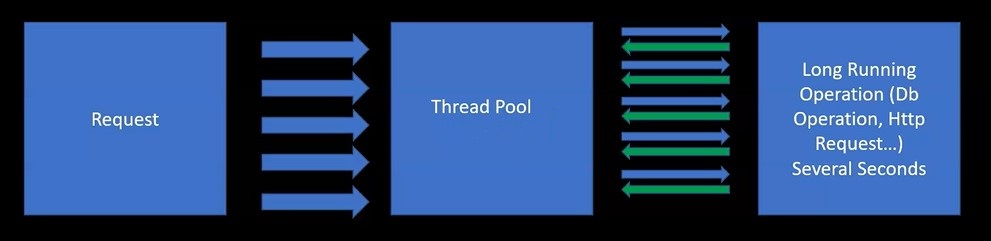 Request
Thread Pool
Long Running
Operation (Db
Operation, Http
Request...)
Several Seconds